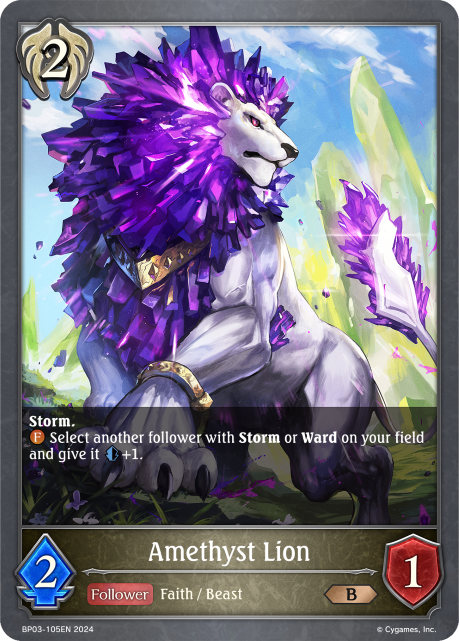 2
Storm.
F Select another follower with Storm or Ward on your field
and give it +1.
Amethyst Lion
2
Follower Faith / Beast
B
1
BP03-105EN 2024
© Cygames, Inc.